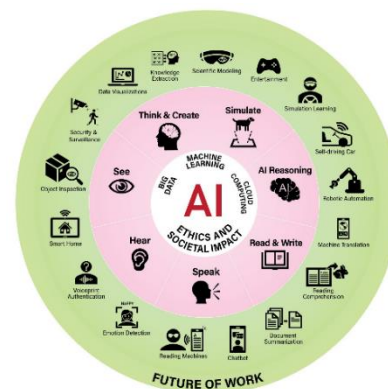 Knowledge
Extraction
Scientific Modeling
Entertainment
Simulation Learning
Self-driving Car
Robotic Automation
Machine Translation
Reading
Comprehension
Document
Summarization
Chatbot
Reading Machines
HAPPY
Emotion Detection
Voiceprint
Authentication
Smart Home
Object Inspection
Security &
Surveillance
Data Visualizations
Think & Create
Simulate
AI Reasoning
AI
Read & Write
Speak
Hear
See
MACHINE
LEARNING
BIG
DATA
CLOUD
COMPUTING
AI
ETHICS AND
SOCIETAL IMPACT
FUTURE OF WORK